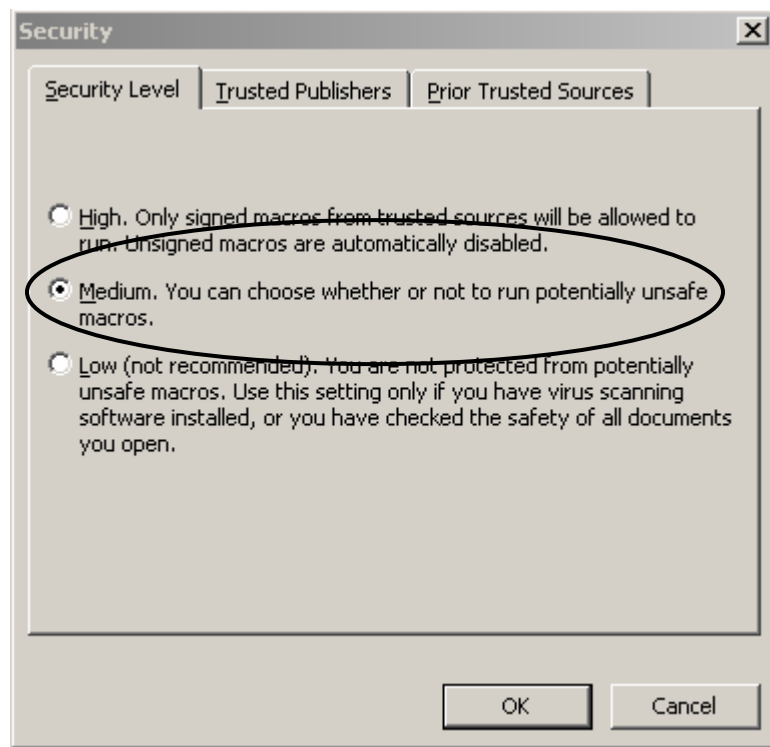 Security
Security Level
Trusted Publishers
Prior Trusted Sources
High. Only signed macros from trusted sources will be allowed to
run. Unsigned macros are automatically disabled.
Medium. You can choose whether or not to run potentially unsafe
macros.
Low (not recommended). You are not protected from potentially
unsafe macros. Use this setting only if you have virus scanning
software installed, or you have checked the safety of all documents
you open.
OK
Cancel